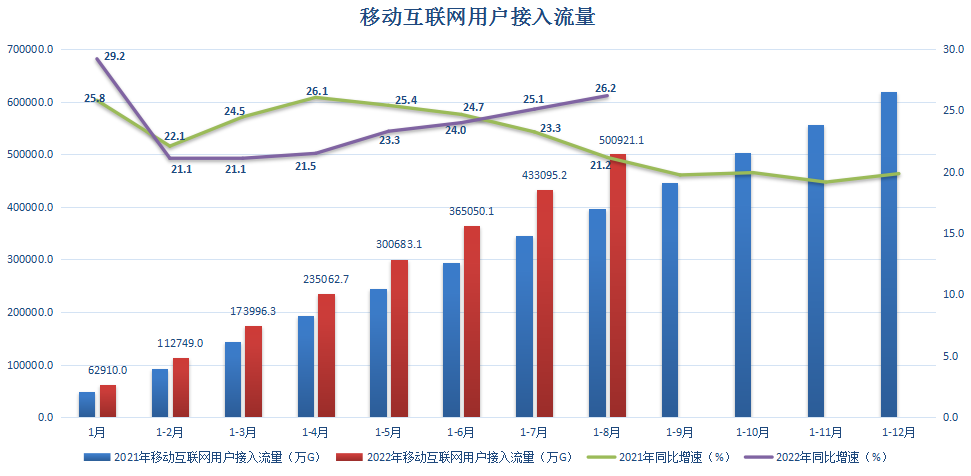 移动互联网用户接入流量
700000.0
600000.0
500000.0
400000.0
300000.0
200000.0
100000.0
0.0
30.0
25.0
20.0
15.0
10.0
5.0
0.0
29.2
25.8
22.1
24.5
26.1
25.4
24.7
23.3
21.2
21.1
21.1
21.5
23.3
24.0
25.1
26.2
62910.0
112749.0
173996.3
235062.7
300683.1
365050.1
433095.2
500921.1
1月
1-2月
1-3月
1-4月
1-5月
1-6月
1-7月
1-8月
1-9月
1-10月
1-11月
1-12月
2021年移动互联网用户接入流量（万G）
2022年移动互联网用户接入流量（万G）
2021年同比增速（%）
2022年同比增速（%）